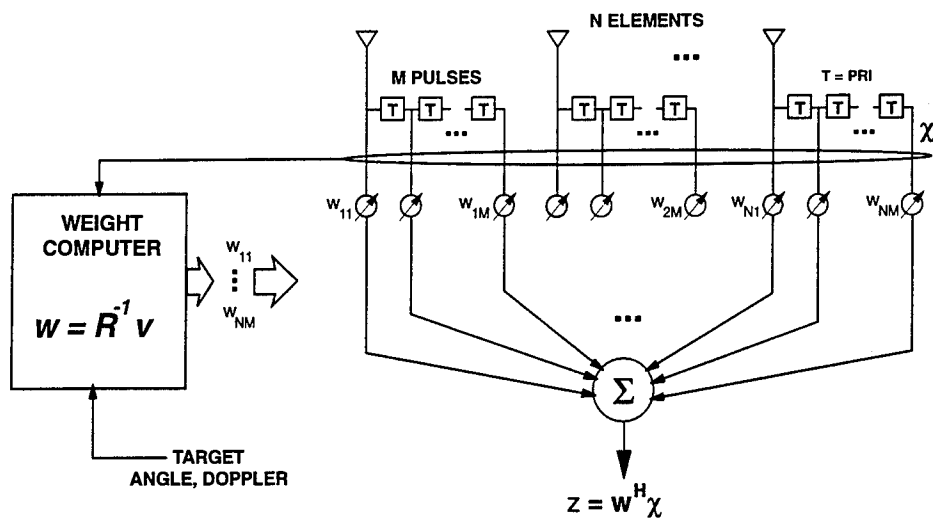 N ELEMENTS
M PULSES
T = PRI
T T T
T T T
T T T
χ
w11
w1M
w2M
wN1
wNM
WEIGHT
COMPUTER
w = R⁻¹ v
w11
wNM
Σ
TARGET
ANGLE, DOPPLER
z = wᴴχ